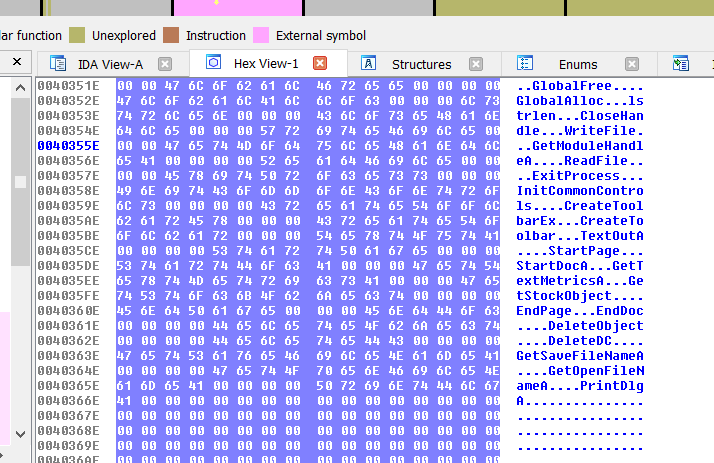 lar function Unexplored Instruction External symbol
IDA View-A Hex View-1 Structures Enums
0040351E 00 00 47 6C 6F 62 61 6C 46 72 65 65 00 00 00 00 ..GlobalFree....
0040352E 47 6C 6F 62 61 6C 41 6C 6C 6F 63 00 00 00 6C 73 GlobalAlloc...ls
0040353E 74 72 6C 65 6E 00 00 00 43 6C 6F 73 65 48 61 6E trlen...CloseHan
0040354E 64 6C 65 00 00 00 57 72 69 74 65 46 69 6C 65 00 dle...WriteFile.
0040355E 00 00 47 65 74 4D 6F 64 75 6C 65 48 61 6E 64 6C ..GetModuleHandl
0040356E 65 41 00 00 00 00 52 65 61 64 46 69 6C 65 00 00 eA....ReadFile..
0040357E 00 00 45 78 69 74 50 72 6F 63 65 73 73 00 00 00 ..ExitProcess...
0040358E 49 6E 69 74 43 6F 6D 6D 6F 6E 43 6F 6E 74 72 6F InitCommonContro
0040359E 6C 73 00 00 00 00 43 72 65 61 74 65 54 6F 6F 6C ls....CreateTool
004035AE 62 61 72 45 78 00 00 00 43 72 65 61 74 65 54 6F barEx...CreateTo
004035BE 6F 6C 62 61 72 00 00 00 54 65 78 74 4F 75 74 41 olbar...TextOutA
004035CE 00 00 00 00 53 74 61 72 74 50 61 67 65 00 00 00 ....StartPage...
004035DE 53 74 61 72 74 44 6F 63 41 00 00 00 47 65 74 54 StartDocA...GetT
004035EE 65 78 74 4D 65 74 72 69 63 73 41 00 00 00 47 65 extMetricsA...Ge
004035FE 74 53 74 6F 63 6B 4F 62 6A 65 63 74 00 00 00 00 tStockObject....
0040360E 45 6E 64 50 61 67 65 00 00 00 45 6E 64 44 6F 63 EndPage...EndDoc
0040361E 00 00 00 00 44 65 6C 65 74 65 4F 62 6A 65 63 74 ....DeleteObject
0040362E 00 00 00 00 44 65 6C 65 74 65 44 43 00 00 00 00 ....DeleteDC....
0040363E 47 65 74 53 61 76 65 46 69 6C 65 4E 61 6D 65 41 GetSaveFileNameA
0040364E 00 00 00 00 47 65 74 4F 70 65 6E 46 69 6C 65 4E ....GetOpenFileN
0040365E 61 6D 65 41 00 00 00 00 50 72 69 6E 74 44 6C 67 ameA....PrintDlg
0040366E 41 00 00 00 00 00 00 00 00 00 00 00 00 00 00 00 A...............
0040367E 00 00 00 00 00 00 00 00 00 00 00 00 00 00 00 00 ................
0040368E 00 00 00 00 00 00 00 00 00 00 00 00 00 00 00 00 ................
0040369E 00 00 00 00 00 00 00 00 00 00 00 00 00 00 00 00 ................